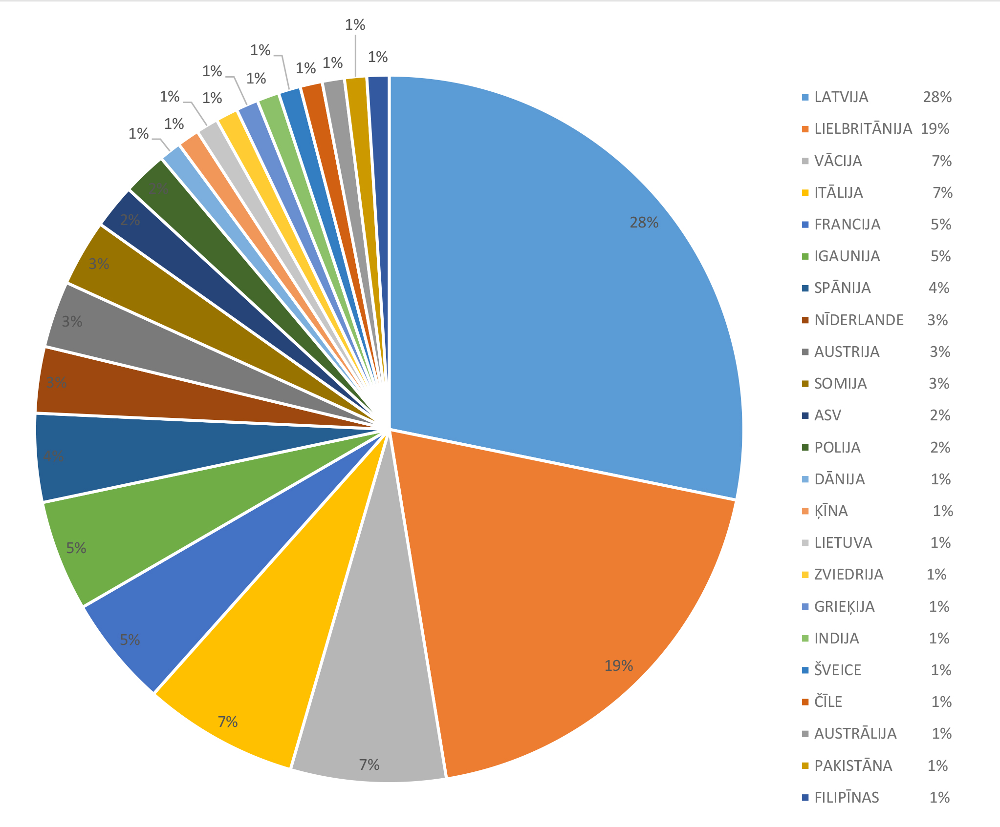 1%
1%
1%
1%
1%
1%
1%
1%
1%
1%
1%
2%
2%
3%
3%
3%
4%
5%
5%
7%
7%
19%
28%
LATVIJA 28%
LIELBRITĀNIJA 19%
VĀCIJA 7%
ITĀLIJA 7%
FRANCIJA 5%
IGAUNIJA 5%
SPĀNIJA 4%
NĪDERLANDE 3%
AUSTRIJA 3%
SOMIJA 3%
ASV 2%
POLIJA 2%
DĀNIJA 1%
ĶĪNA 1%
LIETUVA 1%
ZVIEDRIJA 1%
GRIEĶIJA 1%
INDIJA 1%
ŠVEICE 1%
ČĪLE 1%
AUSTRĀLIJA 1%
PAKISTĀNA 1%
FILIPĪNAS 1%